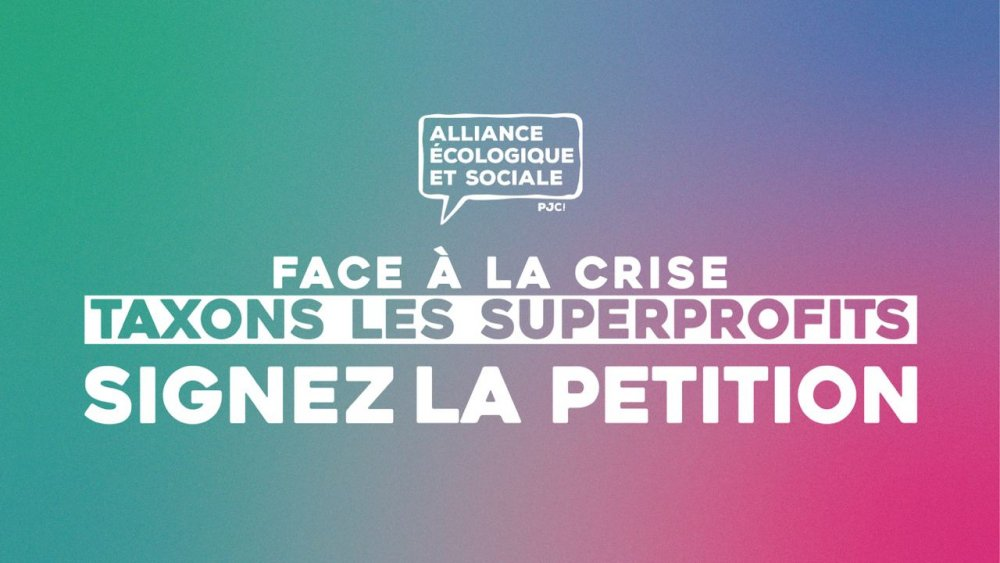 ALLIANCE
ÉCOLOGIQUE
ET SOCIALE
PJC!
FACE À LA CRISE
TAXONS LES SUPERPROFITS
SIGNEZ LA PETITION